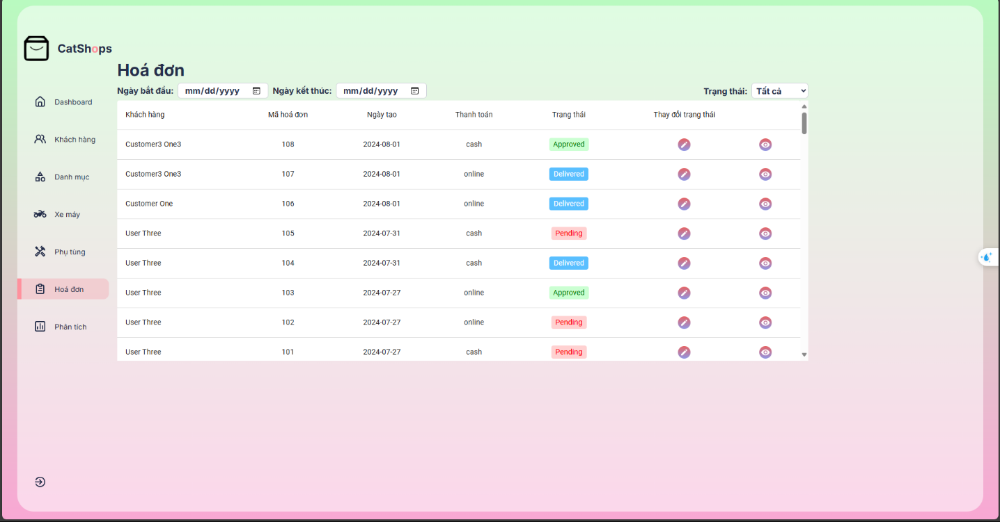 CatShops
Hoá đơn
Ngày bắt đầu: mm/dd/yyyy Ngày kết thúc: mm/dd/yyyy Trạng thái: Tất cả
Dashboard
Khách hàng
Danh mục
Xe máy
Phụ tùng
Hoá đơn
Phân tích
Khách hàng Mã hoá đơn Ngày tạo Thanh toán Trạng thái Thay đổi trạng thái
Customer3 One3 108 2024-08-01 cash Approved
Customer3 One3 107 2024-08-01 online Delivered
Customer One 106 2024-08-01 online Delivered
User Three 105 2024-07-31 cash Pending
User Three 104 2024-07-31 cash Delivered
User Three 103 2024-07-27 online Approved
User Three 102 2024-07-27 online Pending
User Three 101 2024-07-27 cash Pending